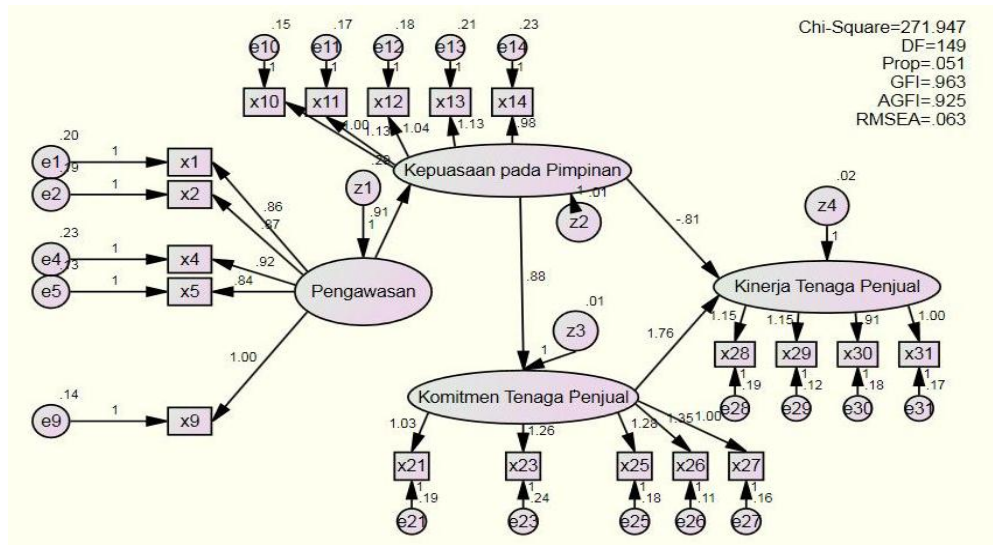 Chi-Square=271.947
DF=149
Prop=.051
GFI=.963
AGFI=.925
RMSEA=.063
.15 .17 .18 .21 .23
e10 e11 e12 e13 e14
1 1 1 1 1
x10 x11 x12 x13 x14
1.00 1.13 1.04 1.13 .98
.20
e1 1 x1
.19
e2 1 x2
.23
e4 1 x4
.13
e5 1 x5
.14
e9 1 x9
.86
.87
.92
.84
1.00
Pengawasan
z1
.28
1
.91
Kepuasaan pada Pimpinan
1 .01
z2
-.81
.88
.02
z4
1
Kinerja Tenaga Penjual
1.15 1.15 .91 1.00
x28 x29 x30 x31
1 1 1 1
.19 .12 .18 .17
e28 e29 e30 e31
.01
z3
1
1.76
Komitmen Tenaga Penjual
1.03 1.26 1.28 1.35 1.00
x21 x23 x25 x26 x27
1 1 1 1 1
.19 .24 .18 .11 .16
e21 e23 e25 e26 e27